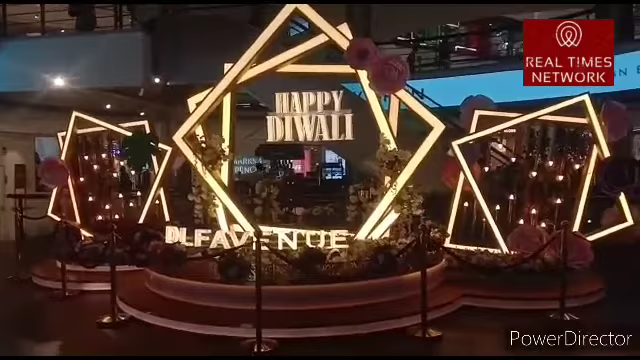 REAL TIMES
NETWORK
HAPPY
DIWALI
DLF AVENUE
PowerDirector